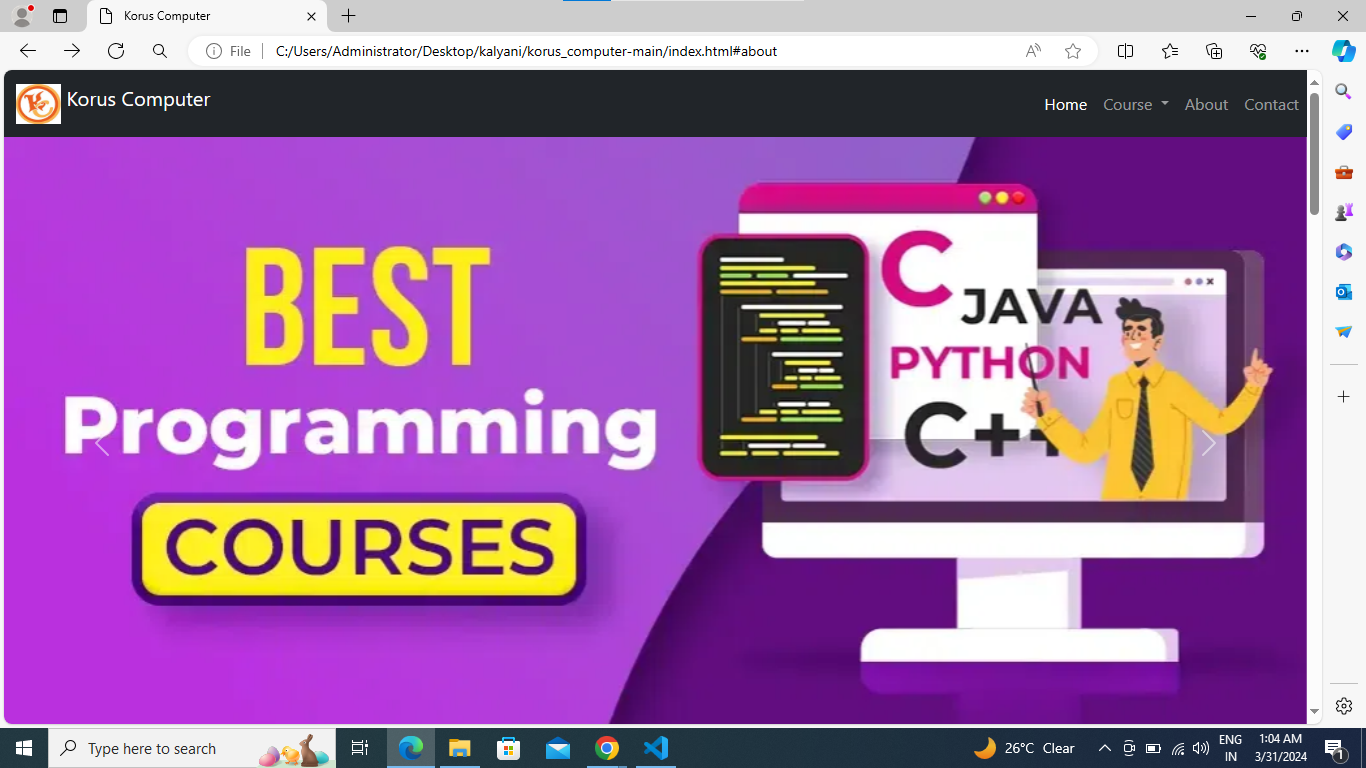 Korus Computer
File
C:/Users/Administrator/Desktop/kalyani/korus_computer-main/index.html#about
Korus Computer
Home
Course
About
Contact
BEST
Programming
COURSES
C
JAVA
PYTHON
C++
Type here to search
26°C Clear
ENG
IN
1:04 AM
3/31/2024
1